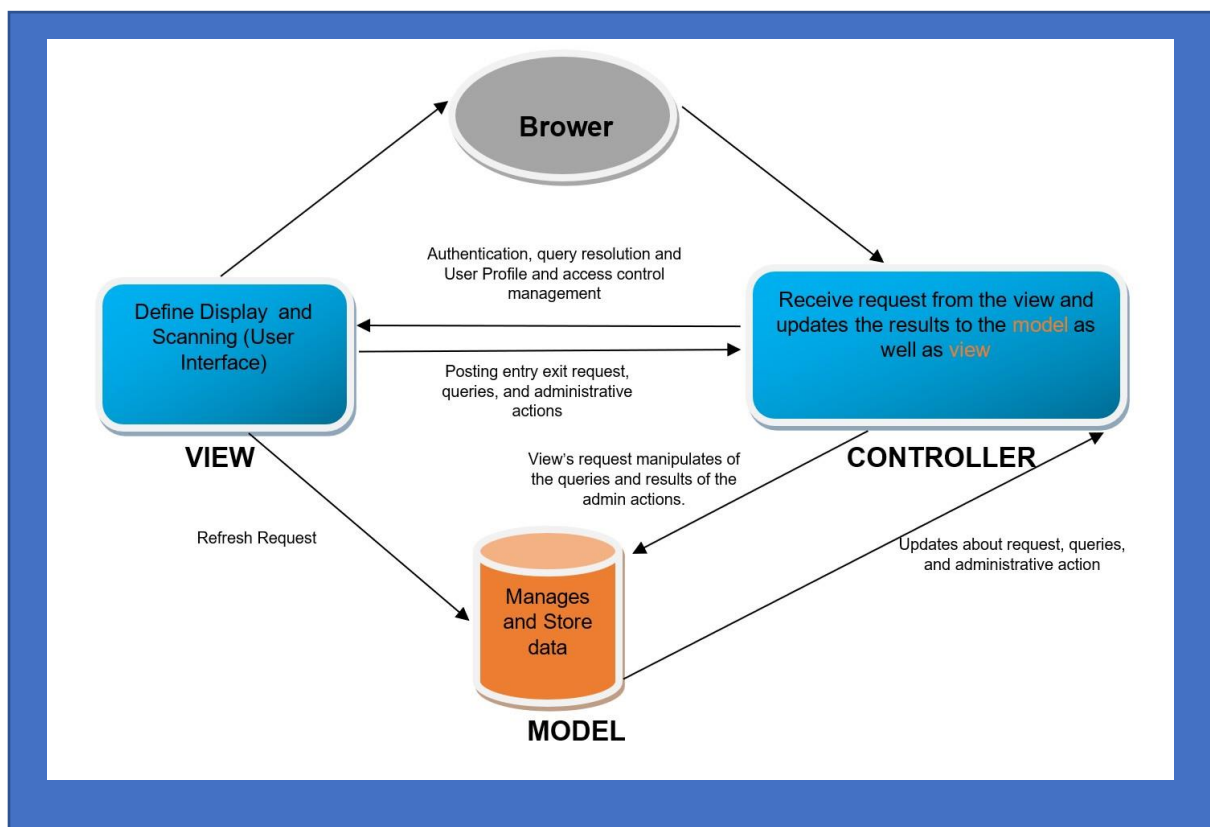 Brower
Authentication, query resolution and
User Profile and access control
management
Define Display and
Scanning (User
Interface)
Receive request from the view and
updates the results to the model as
well as view
Posting entry exit request,
queries, and administrative
actions
VIEW
CONTROLLER
View's request manipulates of
the queries and results of the
admin actions.
Refresh Request
Updates about request, queries,
and administrative action
Manages
and Store
data
MODEL